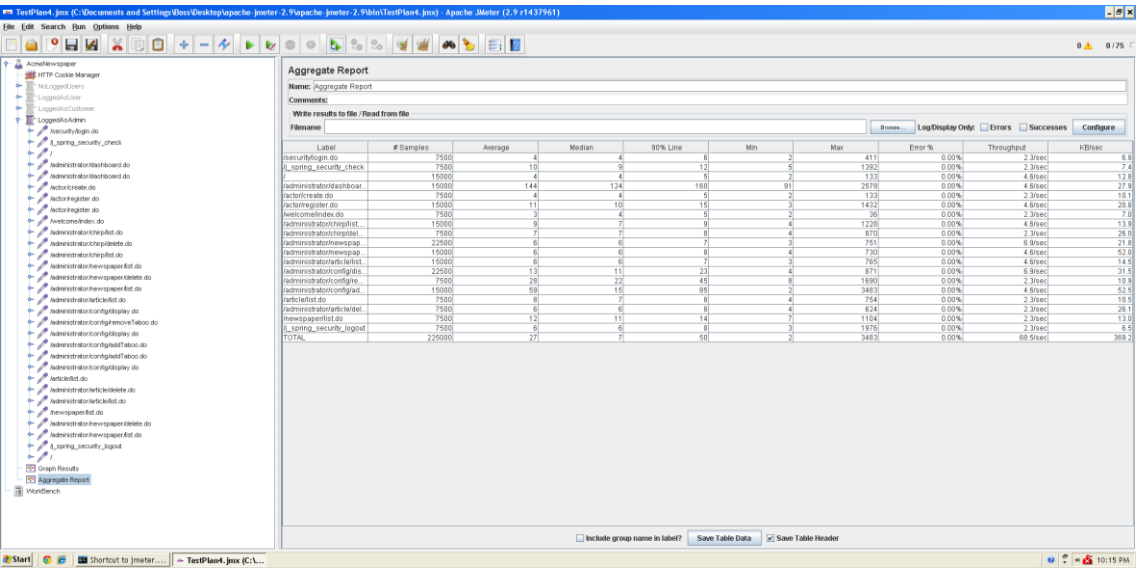 TestPlan4.jmx (C:\Documents and Settings\Boss\Desktop\apache-jmeter-2.9\apache-jmeter-2.9\bin\TestPlan4.jmx) - Apache JMeter (2.9 r1437961)
File Edit Search Run Options Help
0 0/75
AcmeNewspaper
HTTP Cookie Manager
NoLoggedUsers
LoggedAsUser
LoggedAsCustomer
LoggedAsAdmin
/security/login.do
/j_spring_security_check
/
/administrator/dashboard.do
/administrator/dashboard.do
/actor/create.do
/actor/register.do
/actor/register.do
/welcome/index.do
/administrator/chirp/list.do
/administrator/chirp/delete.do
/administrator/chirp/list.do
/administrator/newspaper/list.do
/administrator/newspaper/delete.do
/administrator/newspaper/list.do
/administrator/article/list.do
/administrator/config/display.do
/administrator/config/removeTaboo.do
/administrator/config/display.do
/administrator/config/addTaboo.do
/administrator/config/addTaboo.do
/administrator/config/display.do
/article/list.do
/administrator/article/delete.do
/administrator/article/list.do
/newspaper/list.do
/administrator/newspaper/delete.do
/administrator/newspaper/list.do
/j_spring_security_logout
/
Graph Results
Aggregate Report
WorkBench
Aggregate Report
Name: Aggregate Report
Comments:
Write results to file / Read from file
Filename Browse... Log/Display Only: Errors Successes Configure
Label # Samples Average Median 90% Line Min Max Error % Throughput KB/sec
/security/login.do 7500 4 4 6 2 411 0.00% 2.3/sec 6.8
/j_spring_security_check 7500 10 9 12 5 1392 0.00% 2.3/sec 7.4
/ 15000 4 4 5 2 133 0.00% 4.6/sec 12.8
/administrator/dashboar... 15000 144 124 160 91 2578 0.00% 4.6/sec 27.9
/actor/create.do 7500 4 4 5 2 133 0.00% 2.3/sec 10.1
/actor/register.do 15000 11 10 15 3 1432 0.00% 4.6/sec 20.8
/welcome/index.do 7500 3 4 5 2 36 0.00% 2.3/sec 7.0
/administrator/chirp/list... 15000 9 7 9 4 1228 0.00% 4.6/sec 13.9
/administrator/chirp/del... 7500 7 7 8 4 870 0.00% 2.3/sec 26.0
/administrator/newspap... 22500 6 6 7 3 751 0.00% 6.9/sec 21.8
/administrator/newspap... 15000 6 6 8 4 730 0.00% 4.6/sec 52.0
/administrator/article/list... 15000 6 6 7 3 765 0.00% 4.6/sec 14.5
/administrator/config/dis... 22500 13 11 23 4 871 0.00% 6.9/sec 31.5
/administrator/config/re... 7500 28 22 45 8 1690 0.00% 2.3/sec 10.9
/administrator/config/ad... 15000 59 15 85 2 3483 0.00% 4.6/sec 52.5
/article/list.do 7500 8 7 8 4 754 0.00% 2.3/sec 10.5
/administrator/article/del... 7500 6 6 8 4 624 0.00% 2.3/sec 26.1
/newspaper/list.do 7500 12 11 14 7 1104 0.00% 2.3/sec 13.0
/j_spring_security_logout 7500 6 6 8 3 1976 0.00% 2.3/sec 6.5
TOTAL 225000 27 7 50 2 3483 0.00% 68.5/sec 369.2
Include group name in label? Save Table Data Save Table Header
Start Shortcut to jmeter.... TestPlan4.jmx (C:\... 10:15 PM